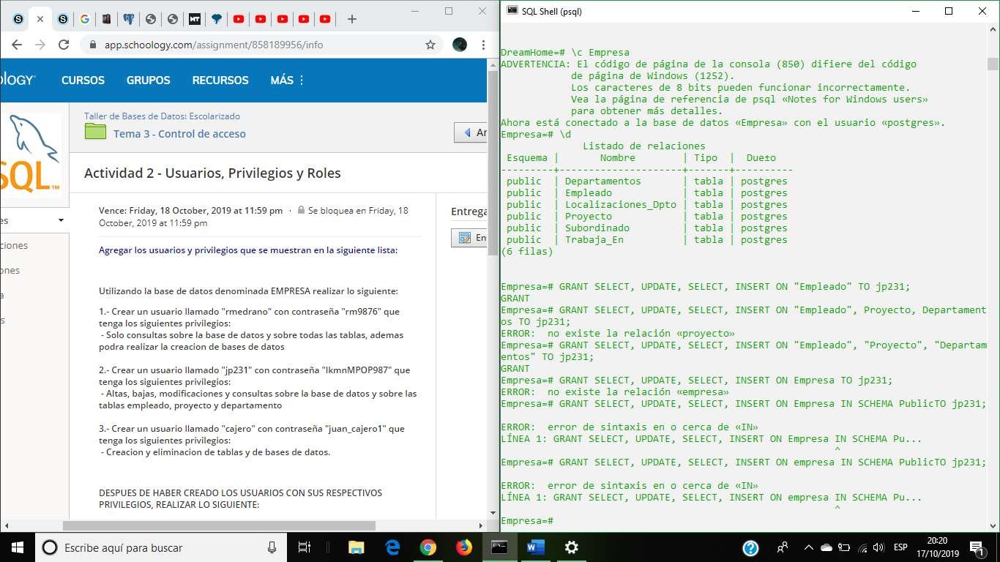 app.schoology.com/assignment/858189956/info
OLOGY®
CURSOS
GRUPOS
RECURSOS
MÁS
SQL™
Taller de Bases de Datos: Escolarizado
Tema 3 - Control de acceso
Actividad 2 - Usuarios, Privilegios y Roles
Vence: Friday, 18 October, 2019 at 11:59 pm · Se bloquea en Friday, 18
October, 2019 at 11:59 pm
Agregar los usuarios y privilegios que se muestran en la siguiente lista:
Utilizando la base de datos denominada EMPRESA realizar lo siguiente:
1.- Crear un usuario llamado "rmedrano" con contraseña "rm9876" que
tenga los siguientes privilegios:
- Solo consultas sobre la base de datos y sobre todas las tablas, ademas
podra realizar la creacion de bases de datos
2.- Crear un usuario llamado "jp231" con contraseña "lkmnMPOP987" que
tenga los siguientes privilegios:
- Altas, bajas, modificaciones y consultas sobre la base de datos y sobre las
tablas empleado, proyecto y departamento
3.- Crear un usuario llamado "cajero" con contraseña "juan_cajero1" que
tenga los siguientes privilegios:
- Creacion y eliminacion de tablas y de bases de datos.
DESPUES DE HABER CREADO LOS USUARIOS CON SUS RESPECTIVOS
PRIVILEGIOS, REALIZAR LO SIGUIENTE:
es
ciones
ones
a
s
An
Entrega
En
SQL Shell (psql)
DreamHome=# \c Empresa
ADVERTENCIA: El código de página de la consola (850) difiere del código
de página de Windows (1252).
Los caracteres de 8 bits pueden funcionar incorrectamente.
Vea la página de referencia de psql «Notes for Windows users»
para obtener más detalles.
Ahora está conectado a la base de datos «Empresa» con el usuario «postgres».
Empresa=# \d
Listado de relaciones
Esquema | Nombre | Tipo | Due±o
---------+---------------------+-------+----------
public | Departamentos | tabla | postgres
public | Empleado | tabla | postgres
public | Localizaciones_Dpto | tabla | postgres
public | Proyecto | tabla | postgres
public | Subordinado | tabla | postgres
public | Trabaja_En | tabla | postgres
(6 filas)
Empresa=# GRANT SELECT, UPDATE, SELECT, INSERT ON "Empleado" TO jp231;
GRANT
Empresa=# GRANT SELECT, UPDATE, SELECT, INSERT ON "Empleado", Proyecto, Departament
os TO jp231;
ERROR:  no existe la relación «proyecto»
Empresa=# GRANT SELECT, UPDATE, SELECT, INSERT ON "Empleado", "Proyecto", "Departam
entos" TO jp231;
GRANT
Empresa=# GRANT SELECT, UPDATE, SELECT, INSERT ON Empresa TO jp231;
ERROR:  no existe la relación «empresa»
Empresa=# GRANT SELECT, UPDATE, SELECT, INSERT ON Empresa IN SCHEMA PublicTO jp231;
ERROR:  error de sintaxis en o cerca de «IN»
LÍNEA 1: GRANT SELECT, UPDATE, SELECT, INSERT ON Empresa IN SCHEMA Pu...
^
Empresa=# GRANT SELECT, UPDATE, SELECT, INSERT ON empresa IN SCHEMA PublicTO jp231;
ERROR:  error de sintaxis en o cerca de «IN»
LÍNEA 1: GRANT SELECT, UPDATE, SELECT, INSERT ON empresa IN SCHEMA Pu...
^
Empresa=#
Escribe aquí para buscar
ESP
20:20
17/10/2019
1